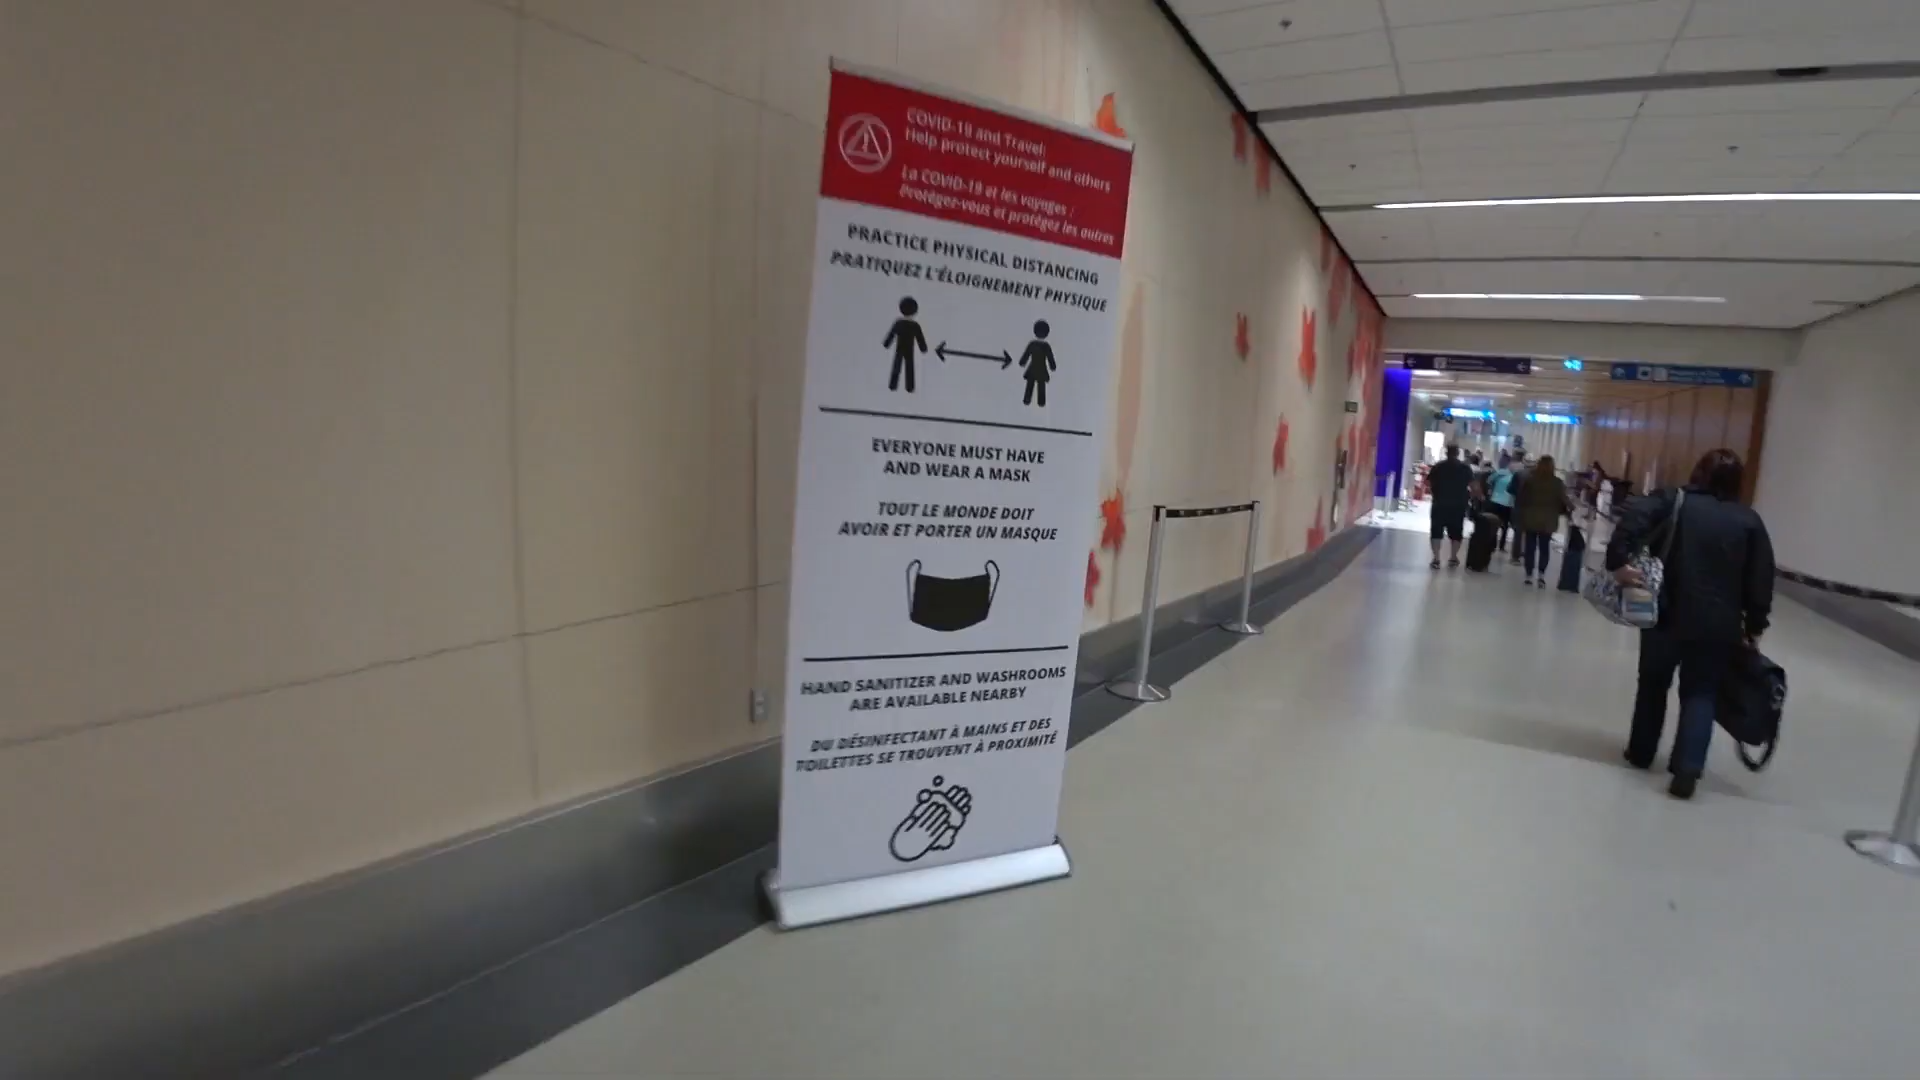 COVID-19 and Travel:
Help protect yourself and others
La COVID-19 et les voyages :
Protégez-vous et protégez les autres
PRACTICE PHYSICAL DISTANCING
PRATIQUEZ L'ÉLOIGNEMENT PHYSIQUE
EVERYONE MUST HAVE
AND WEAR A MASK
TOUT LE MONDE DOIT
AVOIR ET PORTER UN MASQUE
HAND SANITIZER AND WASHROOMS
ARE AVAILABLE NEARBY
DU DÉSINFECTANT À MAINS ET DES
TOILETTES SE TROUVENT À PROXIMITÉ